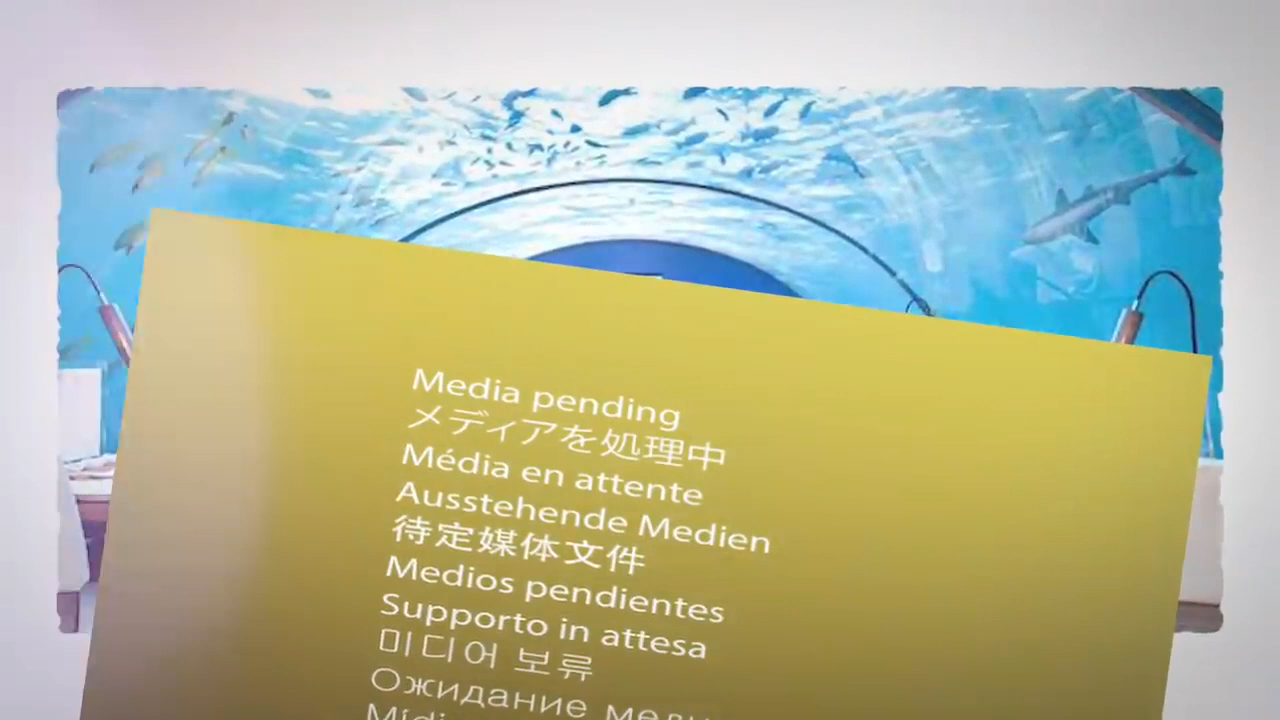 Media pending
メディアを処理中
Média en attente
Ausstehende Medien
待定媒体文件
Medios pendientes
Supporto in attesa
미디어 보류
Ожидание